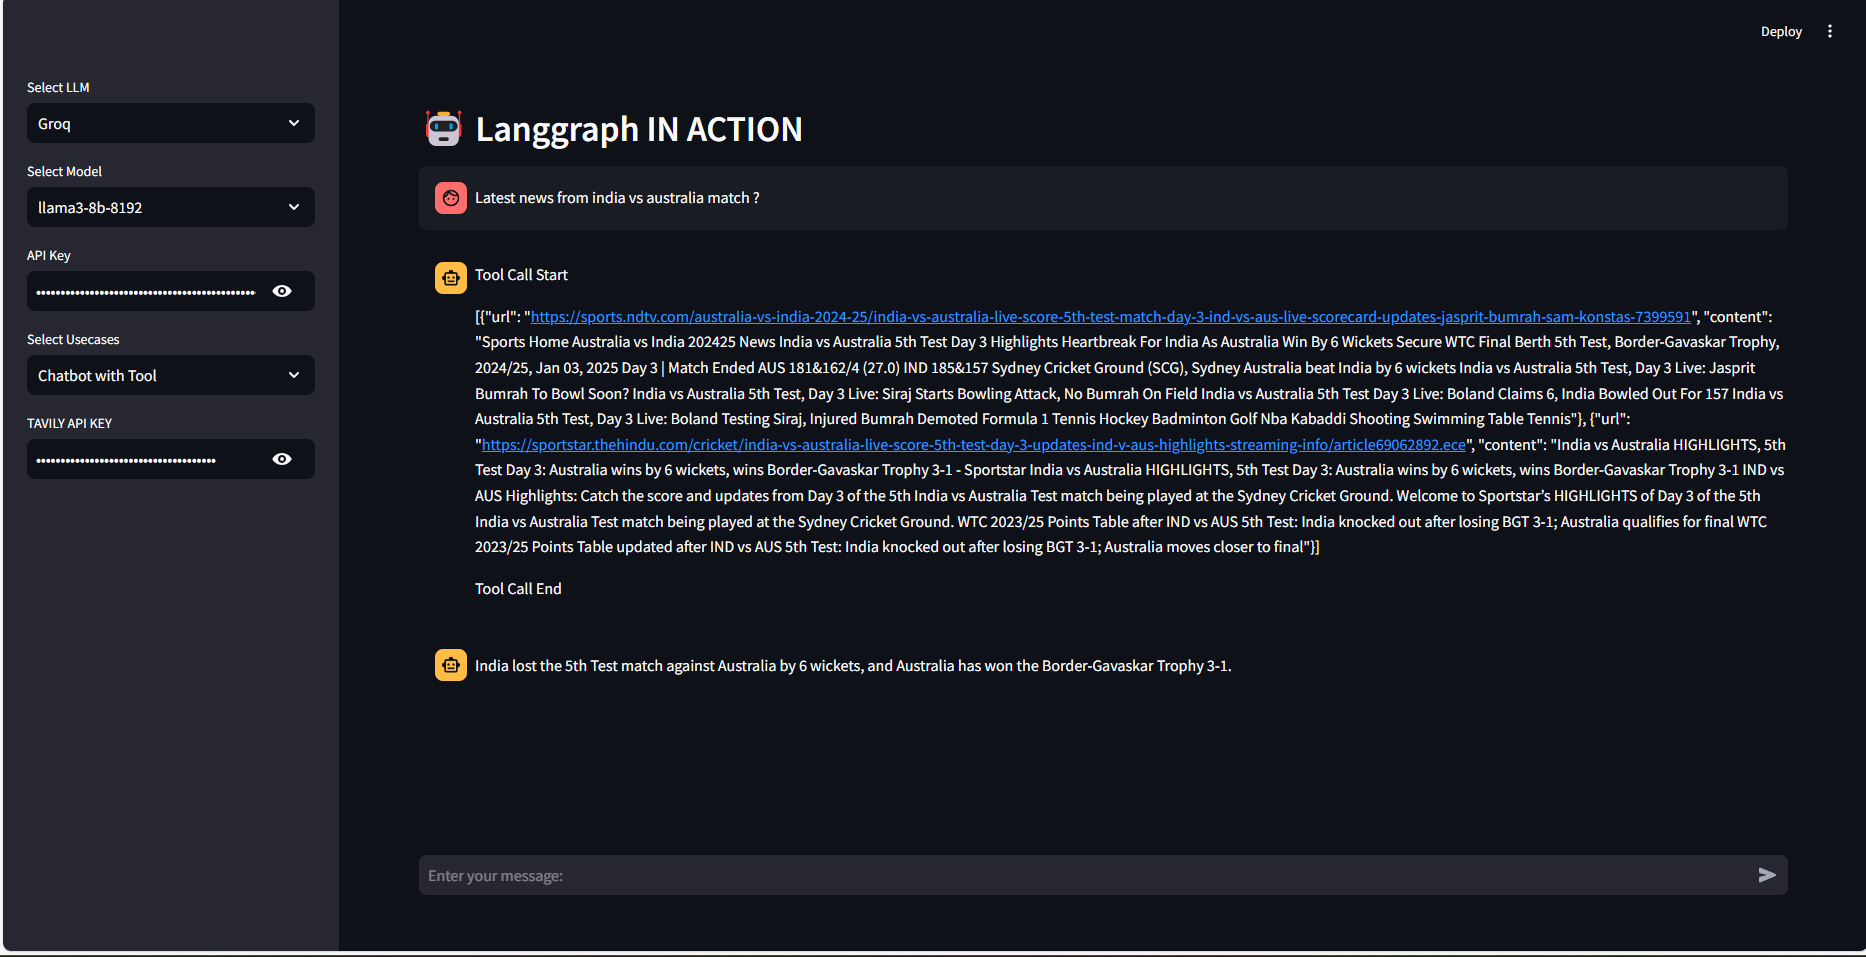 Deploy
Select LLM
Groq
Select Model
llama3-8b-8192
API Key
Select Usecases
Chatbot with Tool
TAVILY API KEY
Langgraph IN ACTION
Latest news from india vs australia match ?
Tool Call Start
[{"url": "https://sports.ndtv.com/australia-vs-india-2024-25/india-vs-australia-live-score-5th-test-match-day-3-ind-vs-aus-live-scorecard-updates-jasprit-bumrah-sam-konstas-7399591", "content":
"Sports Home Australia vs India 202425 News India vs Australia 5th Test Day 3 Highlights Heartbreak For India As Australia Win By 6 Wickets Secure WTC Final Berth 5th Test, Border-Gavaskar Trophy,
2024/25, Jan 03, 2025 Day 3 | Match Ended AUS 181&162/4 (27.0) IND 185&157 Sydney Cricket Ground (SCG), Sydney Australia beat India by 6 wickets India vs Australia 5th Test, Day 3 Live: Jasprit
Bumrah To Bowl Soon? India vs Australia 5th Test, Day 3 Live: Siraj Starts Bowling Attack, No Bumrah On Field India vs Australia 5th Test Day 3 Live: Boland Claims 6, India Bowled Out For 157 India vs
Australia 5th Test, Day 3 Live: Boland Testing Siraj, Injured Bumrah Demoted Formula 1 Tennis Hockey Badminton Golf Nba Kabaddi Shooting Swimming Table Tennis"}, {"url":
"https://sportstar.thehindu.com/cricket/india-vs-australia-live-score-5th-test-day-3-updates-ind-v-aus-highlights-streaming-info/article69062892.ece", "content": "India vs Australia HIGHLIGHTS, 5th
Test Day 3: Australia wins by 6 wickets, wins Border-Gavaskar Trophy 3-1 - Sportstar India vs Australia HIGHLIGHTS, 5th Test Day 3: Australia wins by 6 wickets, wins Border-Gavaskar Trophy 3-1 IND vs
AUS Highlights: Catch the score and updates from Day 3 of the 5th India vs Australia Test match being played at the Sydney Cricket Ground. Welcome to Sportstar’s HIGHLIGHTS of Day 3 of the 5th
India vs Australia Test match being played at the Sydney Cricket Ground. WTC 2023/25 Points Table after IND vs AUS 5th Test: India knocked out after losing BGT 3-1; Australia qualifies for final WTC
2023/25 Points Table updated after IND vs AUS 5th Test: India knocked out after losing BGT 3-1; Australia moves closer to final"}]
Tool Call End
India lost the 5th Test match against Australia by 6 wickets, and Australia has won the Border-Gavaskar Trophy 3-1.
Enter your message: